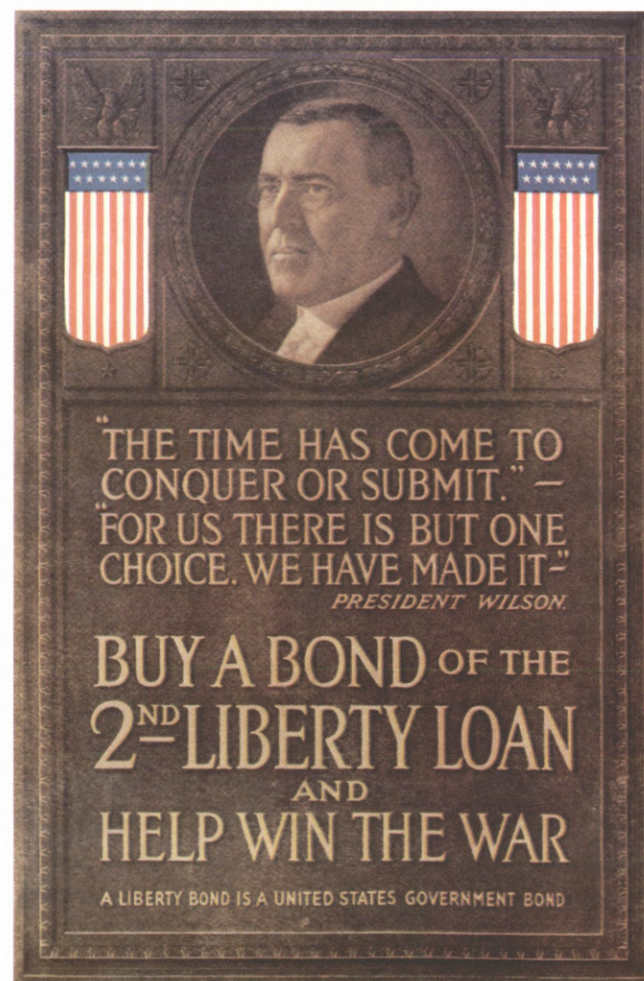 "THE TIME HAS COME TO
CONQUER OR SUBMIT." —
"FOR US THERE IS BUT ONE
CHOICE. WE HAVE MADE IT—"
PRESIDENT WILSON.
BUY A BOND OF THE
2ND LIBERTY LOAN
AND
HELP WIN THE WAR
A LIBERTY BOND IS A UNITED STATES GOVERNMENT BOND